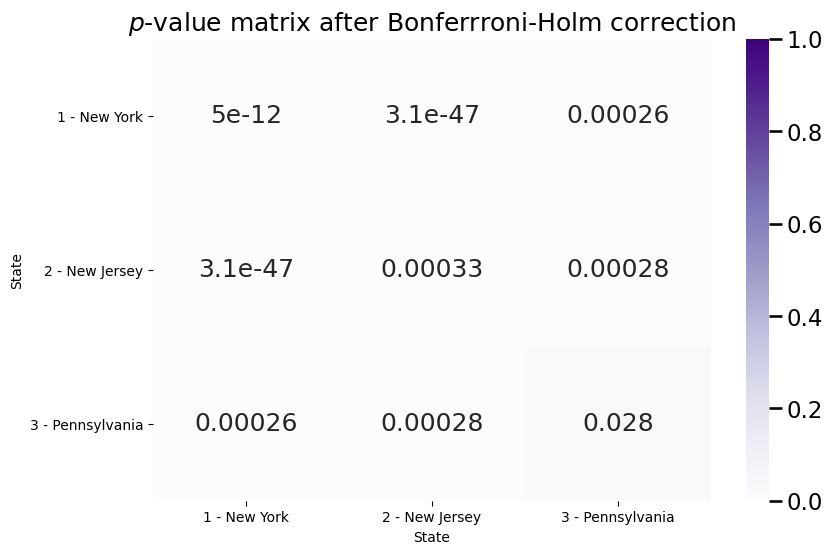 p-value matrix after Bonferrroni-Holm correction
1 - New York
5e-12 3.1e-47 0.00026
2 - New Jersey
3.1e-47 0.00033 0.00028
3 - Pennsylvania
0.00026 0.00028 0.028
State
1 - New York 2 - New Jersey 3 - Pennsylvania
State
1.0
0.8
0.6
0.4
0.2
0.0